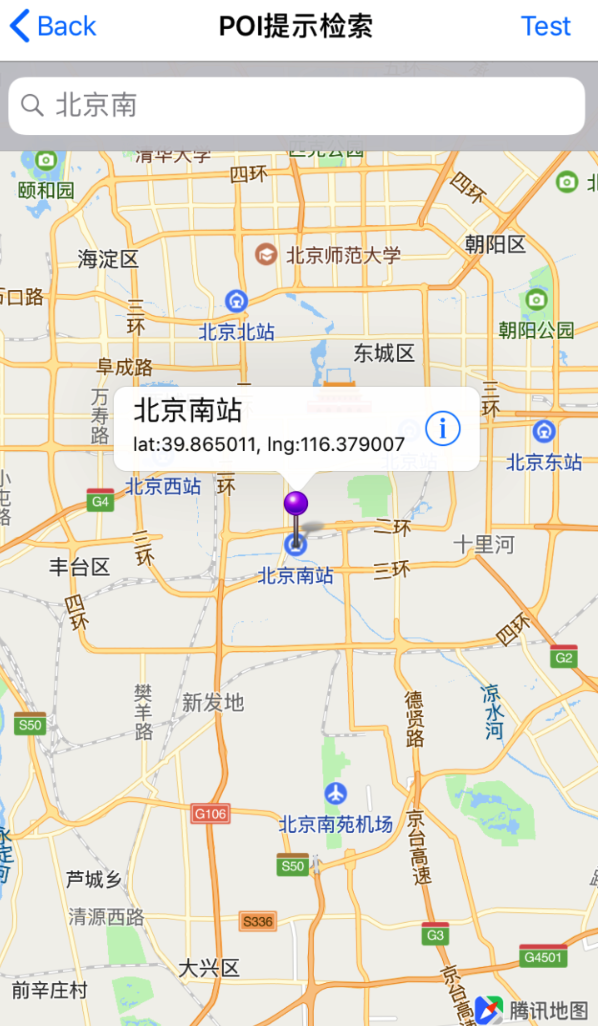 Back
POI提示检索
Test
北京南
清华大学
四环
四环
颐和园
海淀区
北京师范大学
朝阳区
三环
北京北站
朝阳公园
东城区
阜成路
万寿路
三环
北京南站
lat:39.865011, lng:116.379007
北京西站
北京东站
G4
二环
十里河
三环
北京南站
三环
丰台区
四环
四环
G2
樊羊路
新发地
德贤路
凉水河
S50
G106
北京南苑机场
京台高速
永定河
S50
芦城乡
清源西路
S336
G3
G4501
大兴区
前辛庄村
京台高
腾讯地图